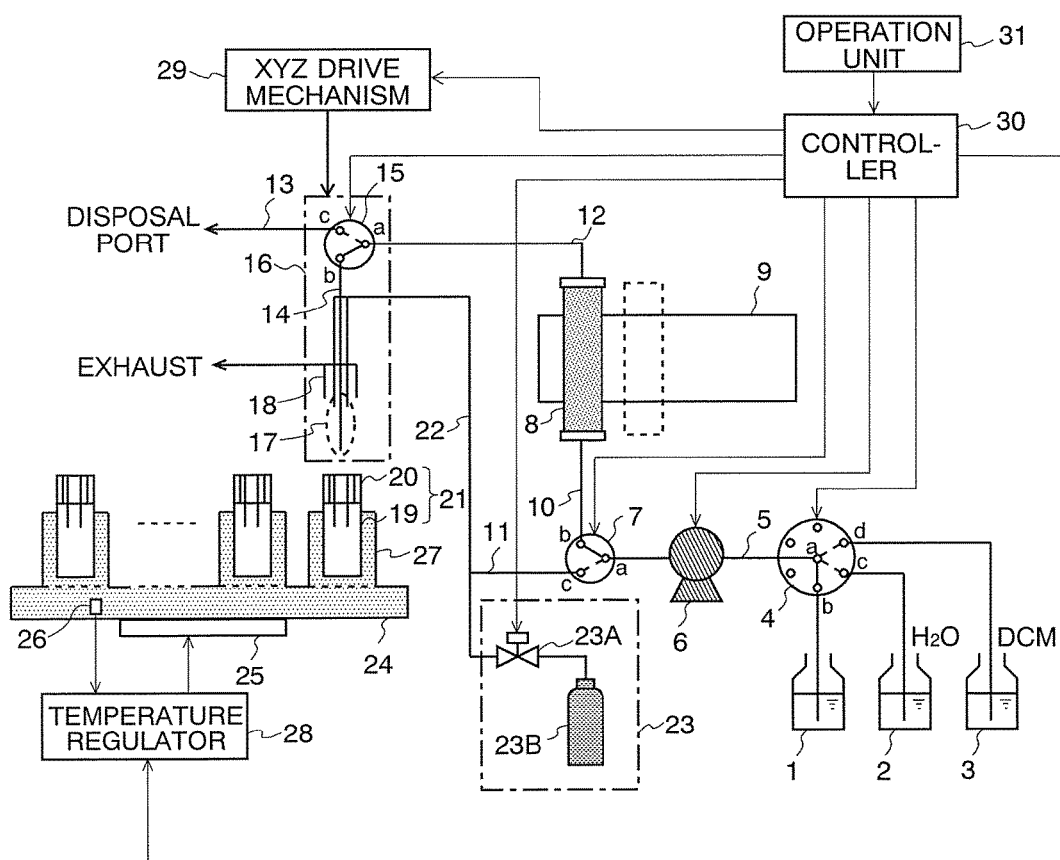 OPERATION
UNIT
31
29
XYZ DRIVE
MECHANISM
30
CONTROL-
LER
13
15
DISPOSAL
PORT
c
a
12
16
b
14
9
EXHAUST
18
8
17
22
20
21
19
10
7
5
11
b
a
c
d
a
c
b
27
6
4
26
25
24
23A
H2O
DCM
TEMPERATURE
REGULATOR
28
23B
23
1
2
3